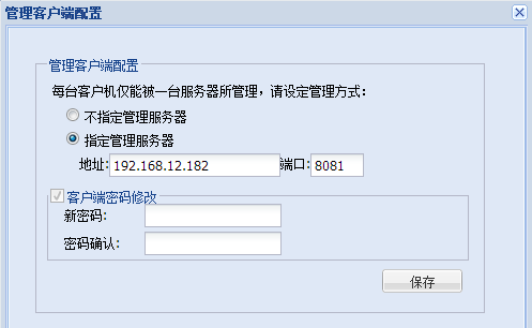 管理客户端配置
管理客户端配置
每台客户机仅能被一台服务器所管理，请设定管理方式：
不指定管理服务器
指定管理服务器
地址: 192.168.12.182 端口: 8081
客户端密码修改
新密码:
密码确认:
保存